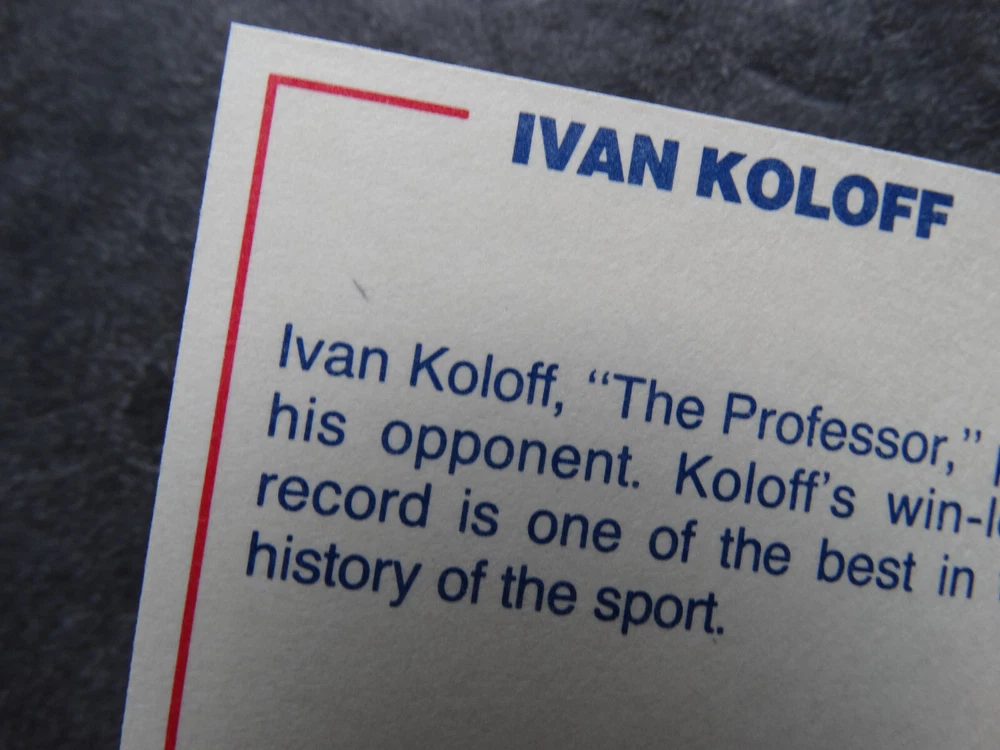 IVAN KOLOFF
Ivan Koloff, “The Professor,”
his opponent. Koloff’s
record is one of the best in
history of the sport.